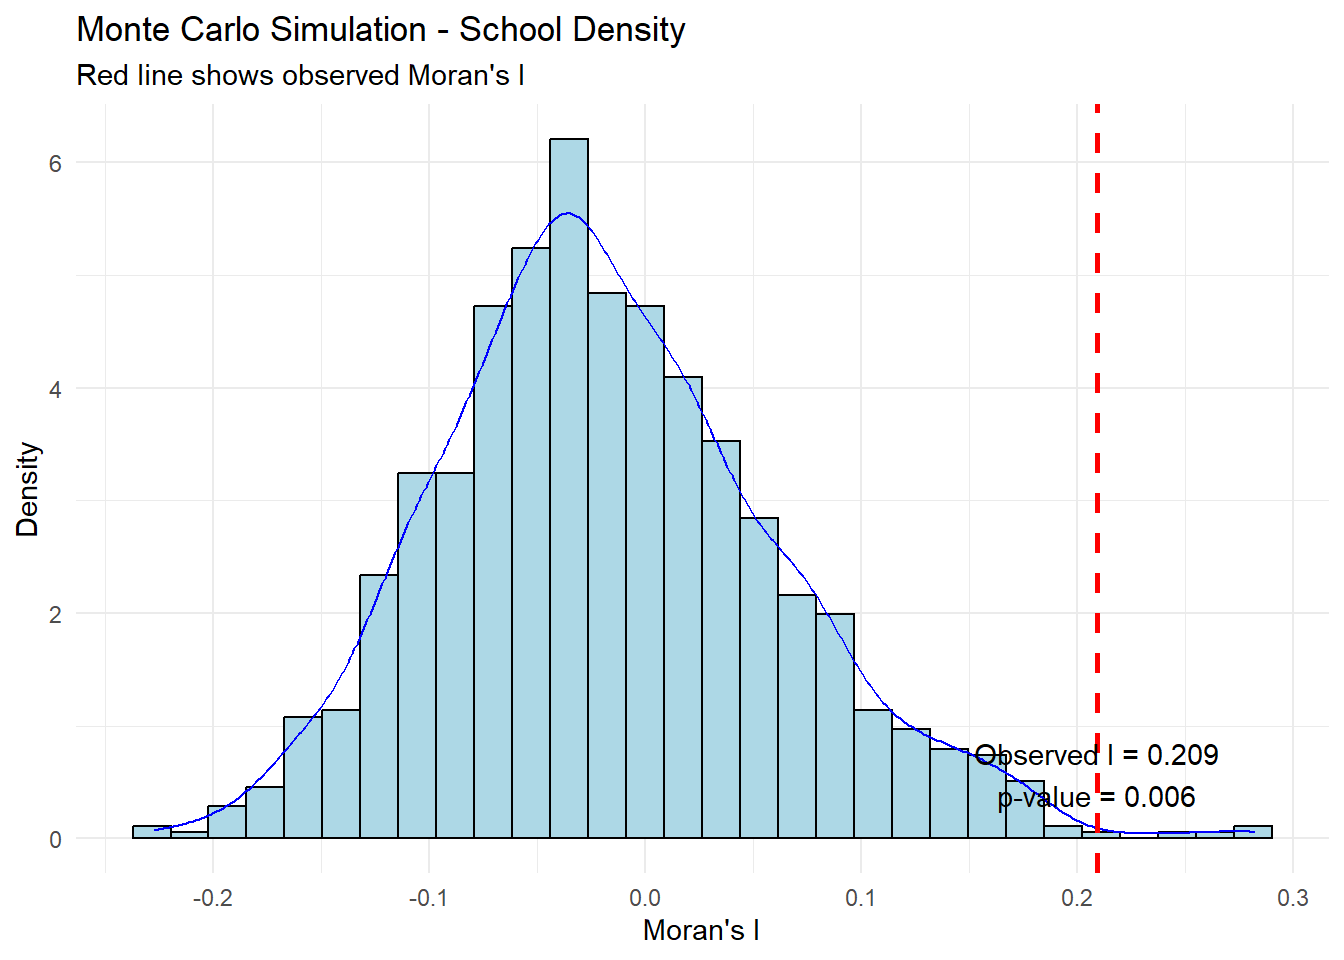 Monte Carlo Simulation - School Density
Red line shows observed Moran's I
6
4
2
0
Density
Observed I = 0.209
p-value = 0.006
-0.2 -0.1 0.0 0.1 0.2 0.3
Moran's I